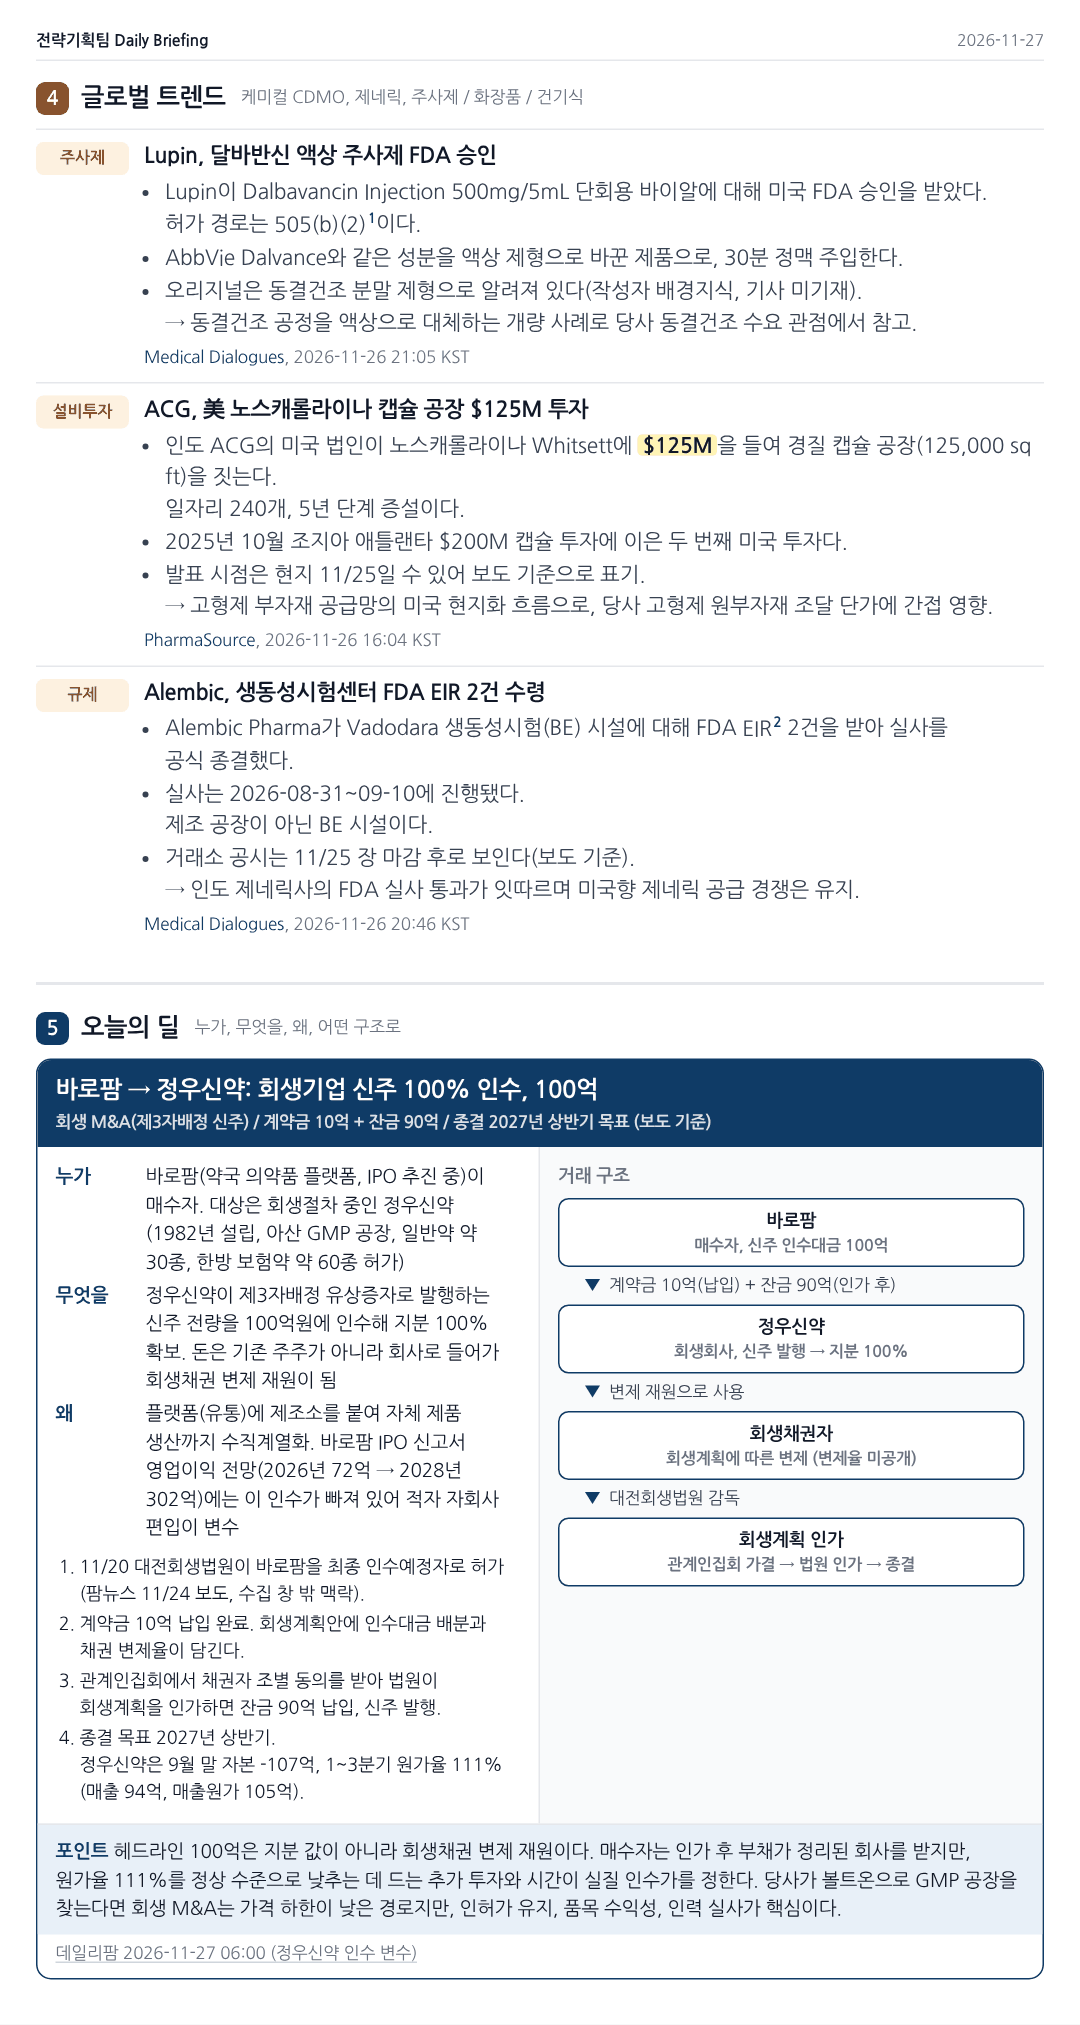 전략기획팀 Daily Briefing
2026-11-27
4 글로벌 트렌드 케미컬 CDMO, 제네릭, 주사제 / 화장품 / 건기식
주사제
Lupin, 달바반신 액상 주사제 FDA 승인
• Lupin이 Dalbavancin Injection 500mg/5mL 단회용 바이알에 대해 미국 FDA 승인을 받았다.
허가 경로는 505(b)(2)¹이다.
• AbbVie Dalvance와 같은 성분을 액상 제형으로 바꾼 제품으로, 30분 정맥 주입한다.
• 오리지널은 동결건조 분말 제형으로 알려져 있다(작성자 배경지식, 기사 미기재).
→ 동결건조 공정을 액상으로 대체하는 개량 사례로 당사 동결건조 수요 관점에서 참고.
Medical Dialogues, 2026-11-26 21:05 KST
설비투자
ACG, 美 노스캐롤라이나 캡슐 공장 $125M 투자
• 인도 ACG의 미국 법인이 노스캐롤라이나 Whitsett에 $125M을 들여 경질 캡슐 공장(125,000 sq
ft)을 짓는다.
일자리 240개, 5년 단계 증설이다.
• 2025년 10월 조지아 애틀랜타 $200M 캡슐 투자에 이은 두 번째 미국 투자다.
• 발표 시점은 현지 11/25일 수 있어 보도 기준으로 표기.
→ 고형제 부자재 공급망의 미국 현지화 흐름으로, 당사 고형제 원부자재 조달 단가에 간접 영향.
PharmaSource, 2026-11-26 16:04 KST
규제
Alembic, 생동성시험센터 FDA EIR 2건 수령
• Alembic Pharma가 Vadodara 생동성시험(BE) 시설에 대해 FDA EIR² 2건을 받아 실사를
공식 종결했다.
• 실사는 2026-08-31~09-10에 진행됐다.
제조 공장이 아닌 BE 시설이다.
• 거래소 공시는 11/25 장 마감 후로 보인다(보도 기준).
→ 인도 제네릭사의 FDA 실사 통과가 잇따르며 미국향 제네릭 공급 경쟁은 유지.
Medical Dialogues, 2026-11-26 20:46 KST
5 오늘의 딜 누가, 무엇을, 왜, 어떤 구조로
바로팜 → 정우신약: 회생기업 신주 100% 인수, 100억
회생 M&A(제3자배정 신주) / 계약금 10억 + 잔금 90억 / 종결 2027년 상반기 목표 (보도 기준)
누가 바로팜(약국 의약품 플랫폼, IPO 추진 중)이
매수자. 대상은 회생절차 중인 정우신약
(1982년 설립, 아산 GMP 공장, 일반약 약
30종, 한방 보험약 약 60종 허가)
무엇을 정우신약이 제3자배정 유상증자로 발행하는
신주 전량을 100억원에 인수해 지분 100%
확보. 돈은 기존 주주가 아니라 회사로 들어가
회생채권 변제 재원이 됨
왜 플랫폼(유통)에 제조소를 붙여 자체 제품
생산까지 수직계열화. 바로팜 IPO 신고서
영업이익 전망(2026년 72억 → 2028년
302억)에는 이 인수가 빠져 있어 적자 자회사
편입이 변수
1. 11/20 대전회생법원이 바로팜을 최종 인수예정자로 허가
(팜뉴스 11/24 보도, 수집 창 밖 맥락).
2. 계약금 10억 납입 완료. 회생계획안에 인수대금 배분과
채권 변제율이 담긴다.
3. 관계인집회에서 채권자 조별 동의를 받아 법원이
회생계획을 인가하면 잔금 90억 납입, 신주 발행.
4. 종결 목표 2027년 상반기.
정우신약은 9월 말 자본 -107억, 1~3분기 원가율 111%
(매출 94억, 매출원가 105억).
거래 구조
바로팜
매수자, 신주 인수대금 100억
▼ 계약금 10억(납입) + 잔금 90억(인가 후)
정우신약
회생회사, 신주 발행 → 지분 100%
▼ 변제 재원으로 사용
회생채권자
회생계획에 따른 변제 (변제율 미공개)
▼ 대전회생법원 감독
회생계획 인가
관계인집회 가결 → 법원 인가 → 종결
포인트 헤드라인 100억은 지분 값이 아니라 회생채권 변제 재원이다. 매수자는 인가 후 부채가 정리된 회사를 받지만,
원가율 111%를 정상 수준으로 낮추는 데 드는 추가 투자와 시간이 실질 인수가를 정한다. 당사가 볼트온으로 GMP 공장을
찾는다면 회생 M&A는 가격 하한이 낮은 경로지만, 인허가 유지, 품목 수익성, 인력 실사가 핵심이다.
데일리팜 2026-11-27 06:00 (정우신약 인수 변수)